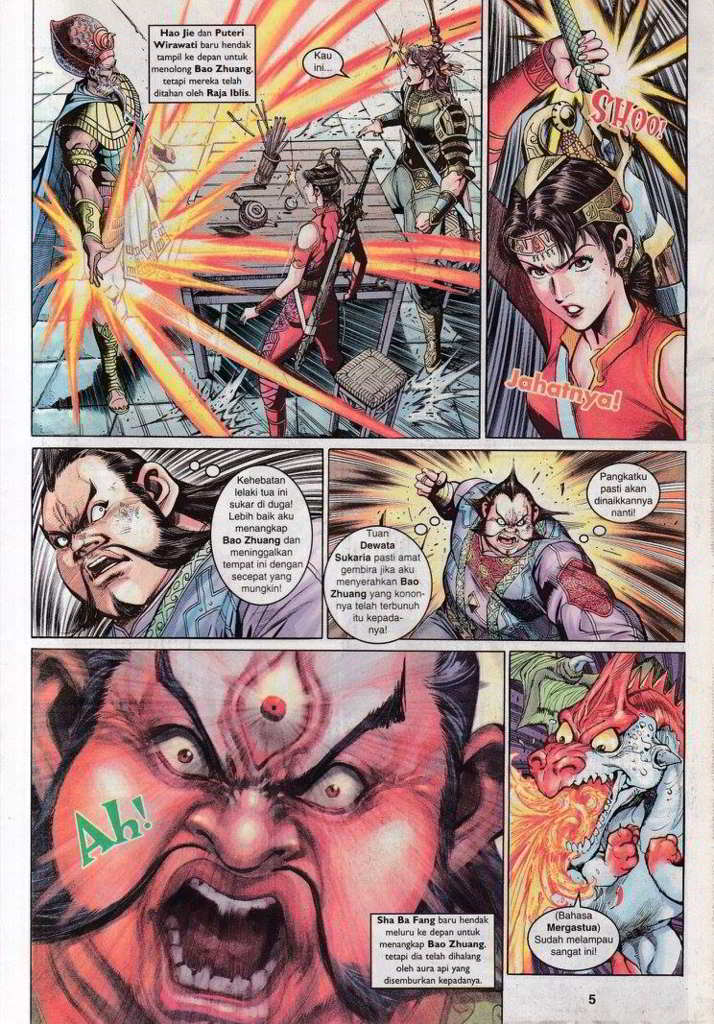 Hao Jie dan Puteri
Wirawati baru hendak
tampil ke depan untuk
menolong Bao Zhuang,
tetapi mereka telah
ditahan oleh Raja Iblis.
Kau
ini...
SHOO!
Jahatnya!
Kehebatan
lelaki tua ini
sukar di duga!
Lebih baik aku
menangkap
Bao Zhuang dan
meninggalkan
tempat ini dengan
secepat yang
mungkin!
Tuan
Dewata
Sukaria pasti amat
gembira jika aku
menyerahkan Bao
Zhuang yang konon-
nya telah terbunuh
itu kepada-
nya!
Pangkatku
pasti akan
dinaikkannya
nanti!
Ah!
Sha Ba Fang baru hendak
meluru ke depan untuk
menangkap Bao Zhuang,
tetapi dia telah dihalang
oleh aura api yang
disemburkan kepadanya.
(Bahasa
Mergastua)
Sudah melampau
sangat ini!
5